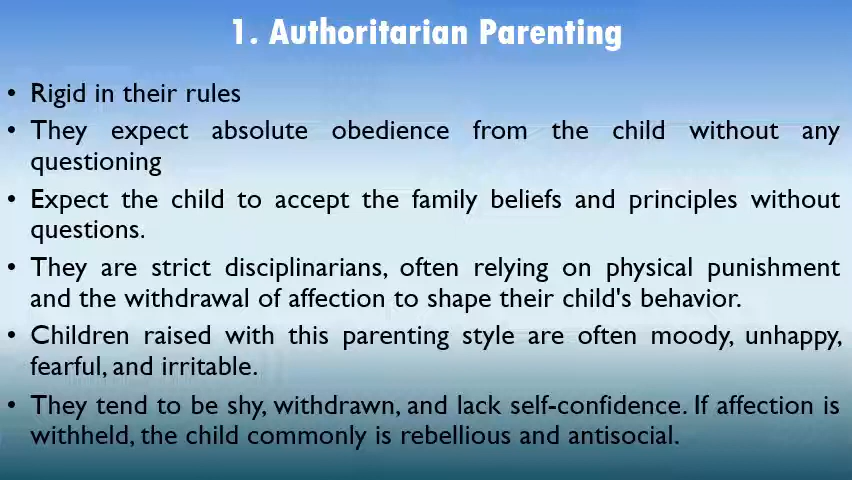 1. Authoritarian Parenting
• Rigid in their rules
• They expect absolute obedience from the child without any
questioning
• Expect the child to accept the family beliefs and principles without
questions.
• They are strict disciplinarians, often relying on physical punishment
and the withdrawal of affection to shape their child's behavior.
• Children raised with this parenting style are often moody, unhappy,
fearful, and irritable.
• They tend to be shy, withdrawn, and lack self-confidence. If affection is
withheld, the child commonly is rebellious and antisocial.